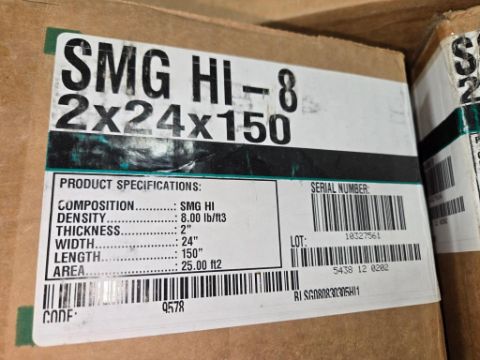 SMG HI-8
2x24x150
PRODUCT SPECIFICATIONS:
COMPOSITION..........: SMG HI
DENSITY................: 8.00 lb/ft3
THICKNESS.............: 2"
WIDTH...................: 24"
LENGTH..................: 150"
AREA.....................: 25.00 ft2
CODE: 9578
SERIAL NUMBER:
10327561
LOT:
5438 12 0202